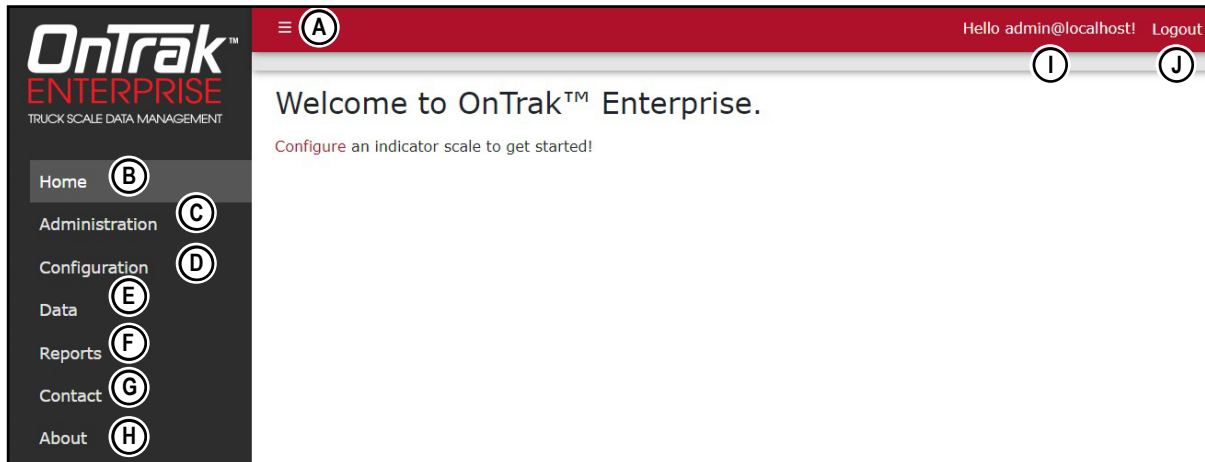 OnTrak™
ENTERPRISE
TRUCK SCALE DATA MANAGEMENT
≡ A
Hello admin@localhost! Logout
I J
Welcome to OnTrak™ Enterprise.
Configure an indicator scale to get started!
Home B
Administration C
Configuration D
Data E
Reports F
Contact G
About H